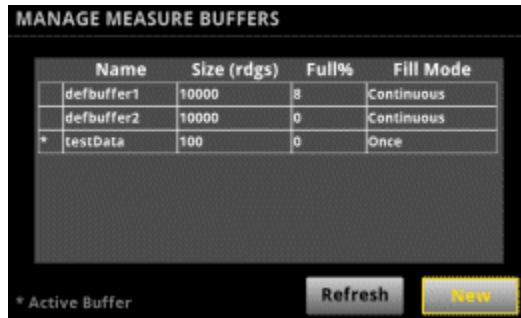 MANAGE MEASURE BUFFERS
Name Size (rdgs) Full% Fill Mode
defbuffer1 10000 8 Continuous
defbuffer2 10000 0 Continuous
* testData 100 0 Once
* Active Buffer Refresh New